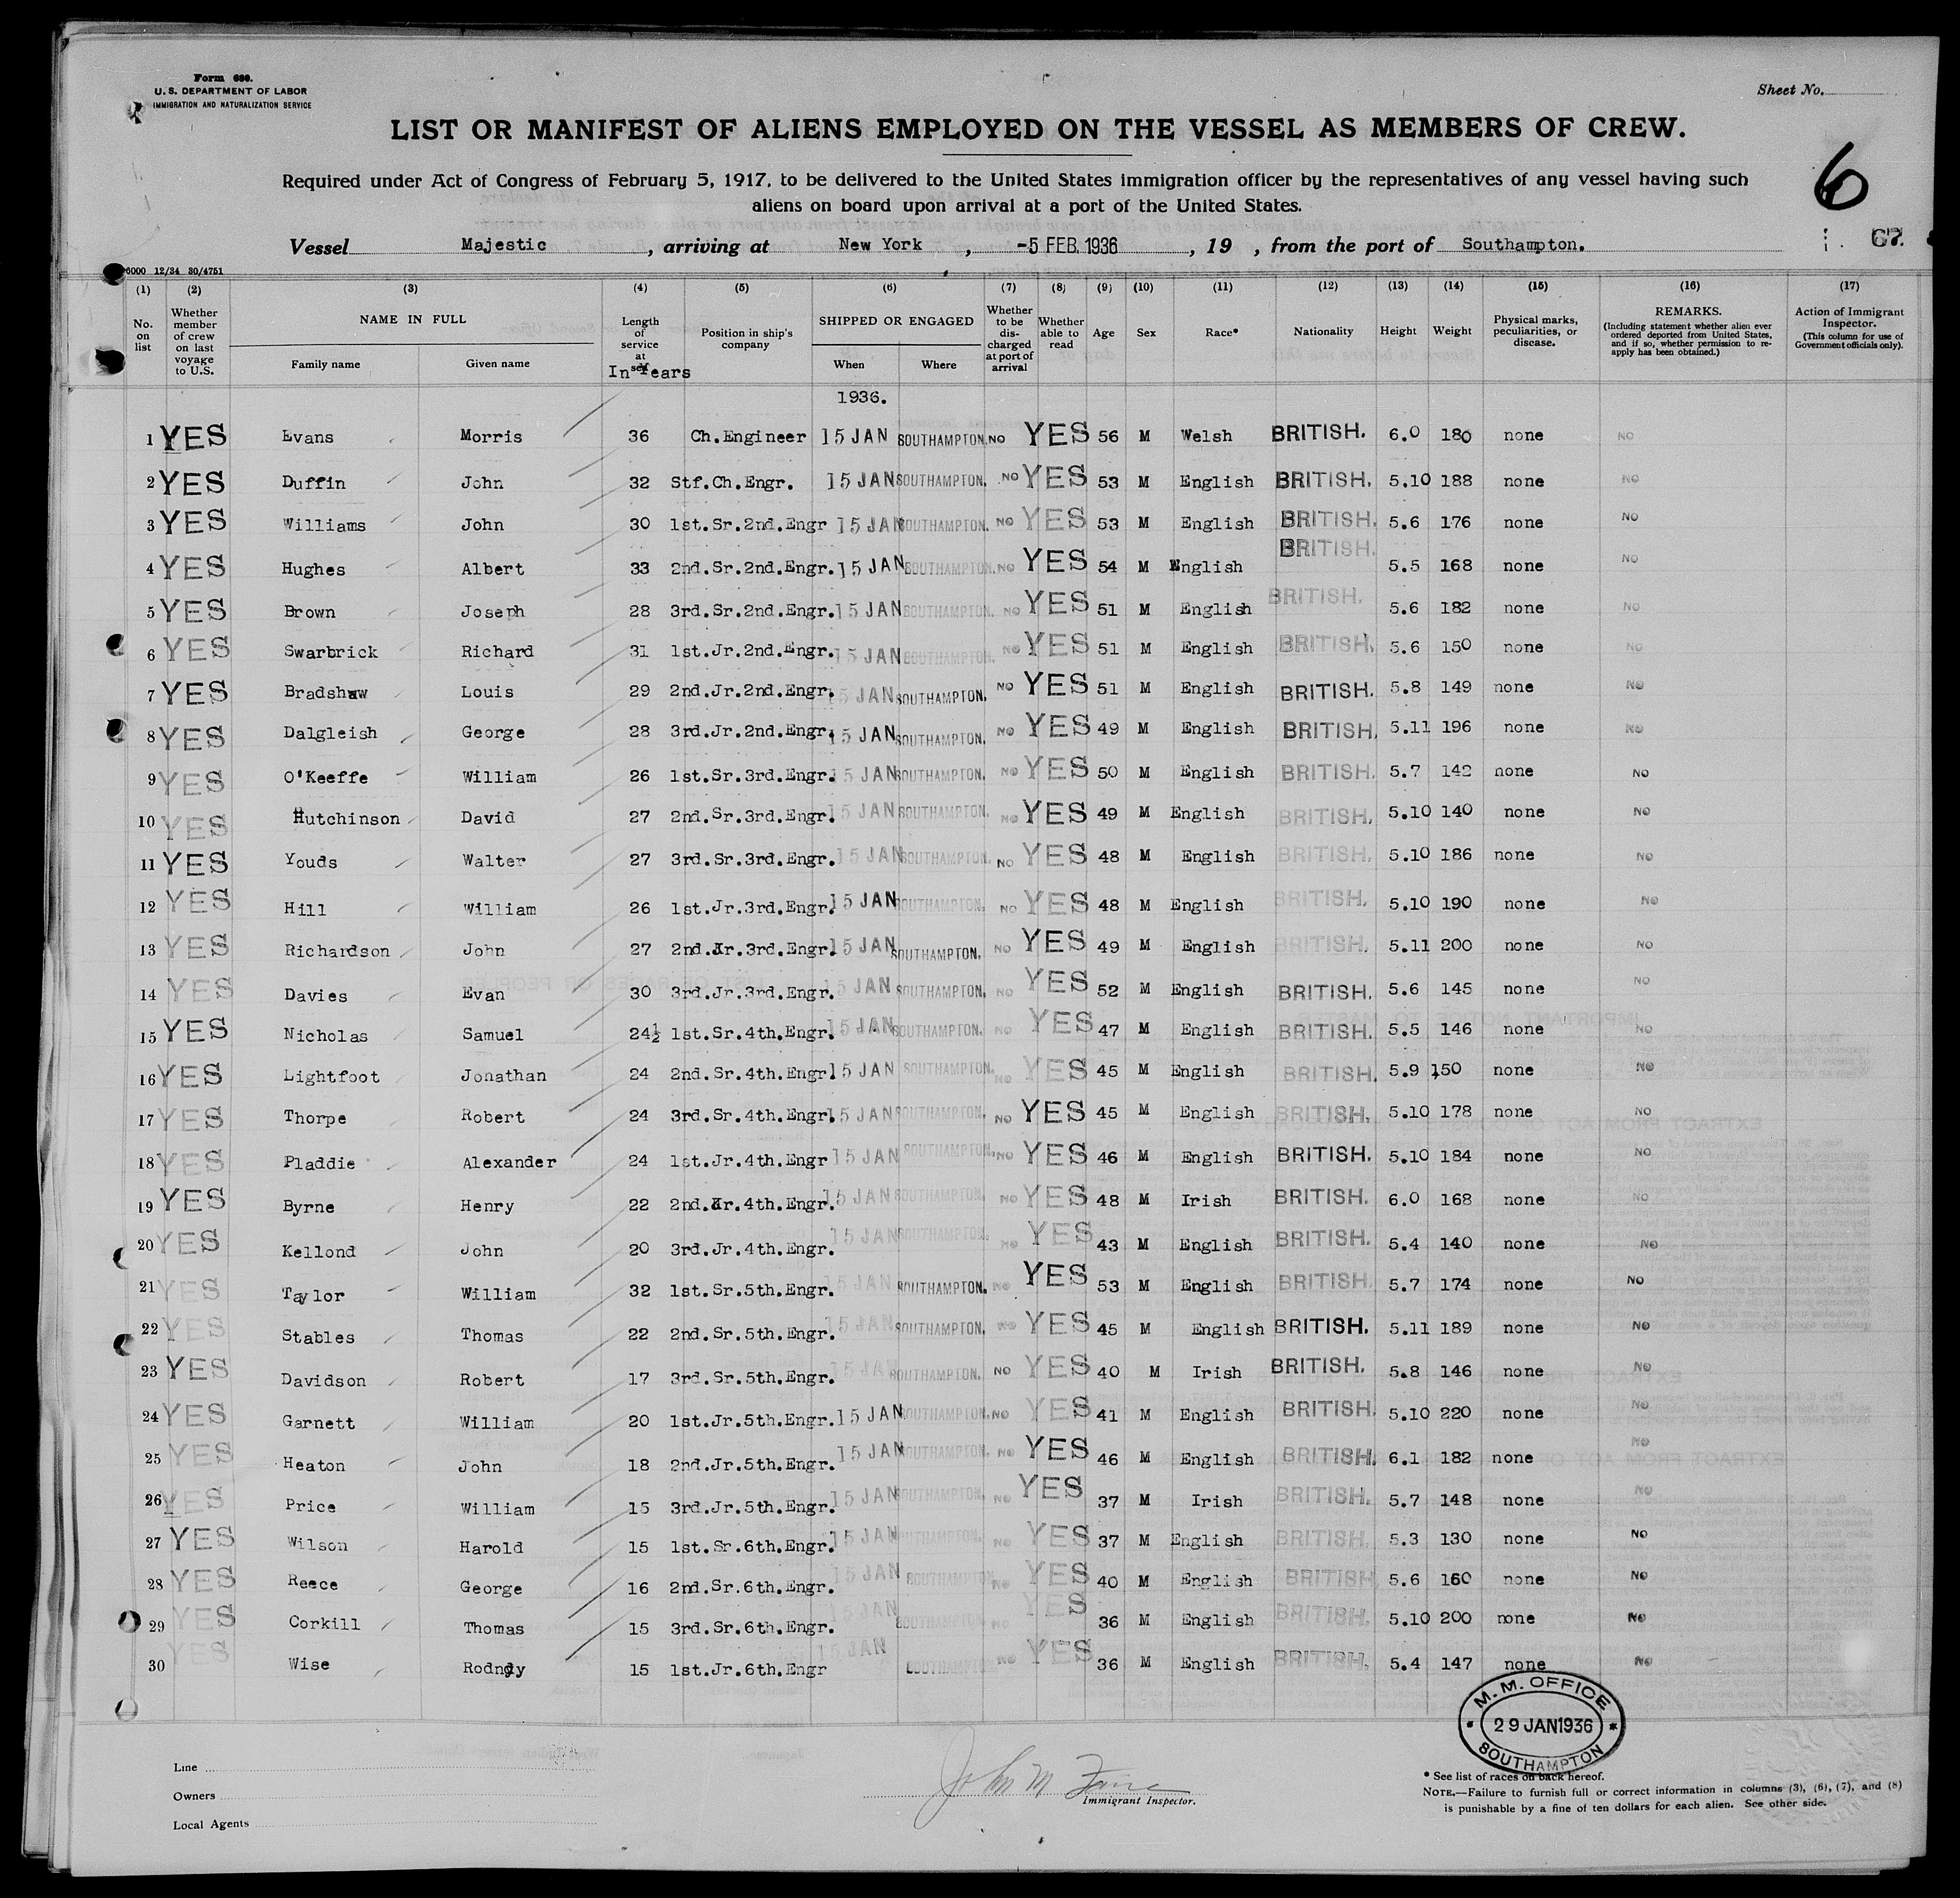 Form 680.
U. S. DEPARTMENT OF LABOR
IMMIGRATION AND NATURALIZATION SERVICE
Sheet No.
LIST OR MANIFEST OF ALIENS EMPLOYED ON THE VESSEL AS MEMBERS OF CREW.
Required under Act of Congress of February 5, 1917, to be delivered to the United States immigration officer by the representatives of any vessel having such
aliens on board upon arrival at a port of the United States.
6
Vessel Majestic, arriving at New York, -5 FEB. 1936, 19 , from the port of Southampton.
67.
6000 12/34 30/4751
(1) (2) (3) (4) (5) (6) (7) (8) (9) (10) (11) (12) (13) (14) (15) (16) (17)
No. on list
Whether member of crew on last voyage to U.S.
NAME IN FULL
Family name Given name
Length of service at sea
In Years
Position in ship's company
SHIPPED OR ENGAGED
When Where
Whether to be discharged at port of arrival
Whether able to read
Age Sex Race* Nationality Height Weight
Physical marks, peculiarities, or disease.
REMARKS.
(Including statement whether alien ever ordered deported from United States, and if so, whether permission to reapply has been obtained.)
Action of Immigrant Inspector.
(This column for use of Government officials only).
1936.
1 YES Evans Morris 36 Ch.Engineer 15 JAN SOUTHAMPTON. NO YES 56 M Welsh BRITISH. 6.0 180 none NO
2 YES Duffin John 32 Stf.Ch.Engr. 15 JAN SOUTHAMPTON. NO YES 53 M English BRITISH. 5.10 188 none NO
3 YES Williams John 30 1st.Sr.2nd.Engr 15 JAN SOUTHAMPTON. NO YES 53 M English BRITISH. 5.6 176 none NO
4 YES Hughes Albert 33 2nd.Sr.2nd.Engr. 15 JAN SOUTHAMPTON. NO YES 54 M English BRITISH. 5.5 168 none NO
5 YES Brown Joseph 28 3rd.Sr.2nd.Engr. 15 JAN SOUTHAMPTON. NO YES 51 M English BRITISH. 5.6 182 none NO
6 YES Swarbrick Richard 31 1st.Jr.2nd.Engr. 15 JAN SOUTHAMPTON. NO YES 51 M English BRITISH. 5.6 150 none NO
7 YES Bradshaw Louis 29 2nd.Jr.2nd.Engr. 15 JAN SOUTHAMPTON. NO YES 51 M English BRITISH. 5.8 149 none NO
8 YES Dalgleish George 28 3rd.Jr.2nd.Engr. 15 JAN SOUTHAMPTON. NO YES 49 M English BRITISH. 5.11 196 none NO
9 YES O'Keeffe William 26 1st.Sr.3rd.Engr. 15 JAN SOUTHAMPTON. NO YES 50 M English BRITISH. 5.7 142 none NO
10 YES Hutchinson David 27 2nd.Sr.3rd.Engr. 15 JAN SOUTHAMPTON. NO YES 49 M English BRITISH. 5.10 140 none NO
11 YES Youds Walter 27 3rd.Sr.3rd.Engr. 15 JAN SOUTHAMPTON. NO YES 48 M English BRITISH. 5.10 186 none NO
12 YES Hill William 26 1st.Jr.3rd.Engr. 15 JAN SOUTHAMPTON. NO YES 48 M English BRITISH. 5.10 190 none NO
13 YES Richardson John 27 2nd.Jr.3rd.Engr. 15 JAN SOUTHAMPTON. NO YES 49 M English BRITISH. 5.11 200 none NO
14 YES Davies Evan 30 3rd.Jr.3rd.Engr. 15 JAN SOUTHAMPTON. NO YES 52 M English BRITISH. 5.6 145 none NO
15 YES Nicholas Samuel 24½ 1st.Sr.4th.Engr. 15 JAN SOUTHAMPTON. NO YES 47 M English BRITISH. 5.5 146 none NO
16 YES Lightfoot Jonathan 24 2nd.Sr.4th.Engr. 15 JAN SOUTHAMPTON. NO YES 45 M English BRITISH. 5.9 150 none NO
17 YES Thorpe Robert 24 3rd.Sr.4th.Engr. 15 JAN SOUTHAMPTON. NO YES 45 M English BRITISH. 5.10 178 none NO
18 YES Pladdie Alexander 24 1st.Jr.4th.Engr 15 JAN SOUTHAMPTON. NO YES 46 M English BRITISH. 5.10 184 none NO
19 YES Byrne Henry 22 2nd.Jr.4th.Engr. 15 JAN SOUTHAMPTON. NO YES 48 M Irish BRITISH. 6.0 168 none NO
20 YES Kellond John 20 3rd.Jr.4th.Engr. 15 JAN SOUTHAMPTON. NO YES 43 M English BRITISH. 5.4 140 none NO
21 YES Taylor William 32 1st.Sr.5th.Engr. 15 JAN SOUTHAMPTON. NO YES 53 M English BRITISH. 5.7 174 none NO
22 YES Stables Thomas 22 2nd.Sr.5th.Engr. 15 JAN SOUTHAMPTON. NO YES 45 M English BRITISH. 5.11 189 none NO
23 YES Davidson Robert 17 3rd.Sr.5th.Engr. 15 JAN SOUTHAMPTON. NO YES 40 M Irish BRITISH. 5.8 146 none NO
24 YES Garnett William 20 1st.Jr.5th.Engr. 15 JAN SOUTHAMPTON. NO YES 41 M English BRITISH. 5.10 220 none NO
25 YES Heaton John 18 2nd.Jr.5th.Engr. 15 JAN SOUTHAMPTON. NO YES 46 M English BRITISH. 6.1 182 none NO
26 YES Price William 15 3rd.Jr.5th.Engr. 15 JAN SOUTHAMPTON. NO YES 37 M Irish BRITISH. 5.7 148 none NO
27 YES Wilson Harold 15 1st.Sr.6th.Engr. 15 JAN SOUTHAMPTON. NO YES 37 M English BRITISH. 5.3 130 none NO
28 YES Reece George 16 2nd.Sr.6th.Engr. 15 JAN SOUTHAMPTON NO YES 40 M English BRITISH 5.6 160 none NO
29 YES Corkill Thomas 15 3rd.Sr.6th.Engr. 15 JAN SOUTHAMPTON NO YES 36 M English BRITISH. 5.10 200 none NO
30 YES Wise Rodney 15 1st.Jr.6th.Engr 15 JAN SOUTHAMPTON NO YES 36 M English BRITISH. 5.4 147 none NO
M. M. OFFICE
29 JAN 1936
SOUTHAMPTON
Line
Owners
Local Agents
John M
Immigrant Inspector.
* See list of races on back hereof.
NOTE.—Failure to furnish full or correct information in columns (3), (6), (7), and (8)
is punishable by a fine of ten dollars for each alien. See other side.